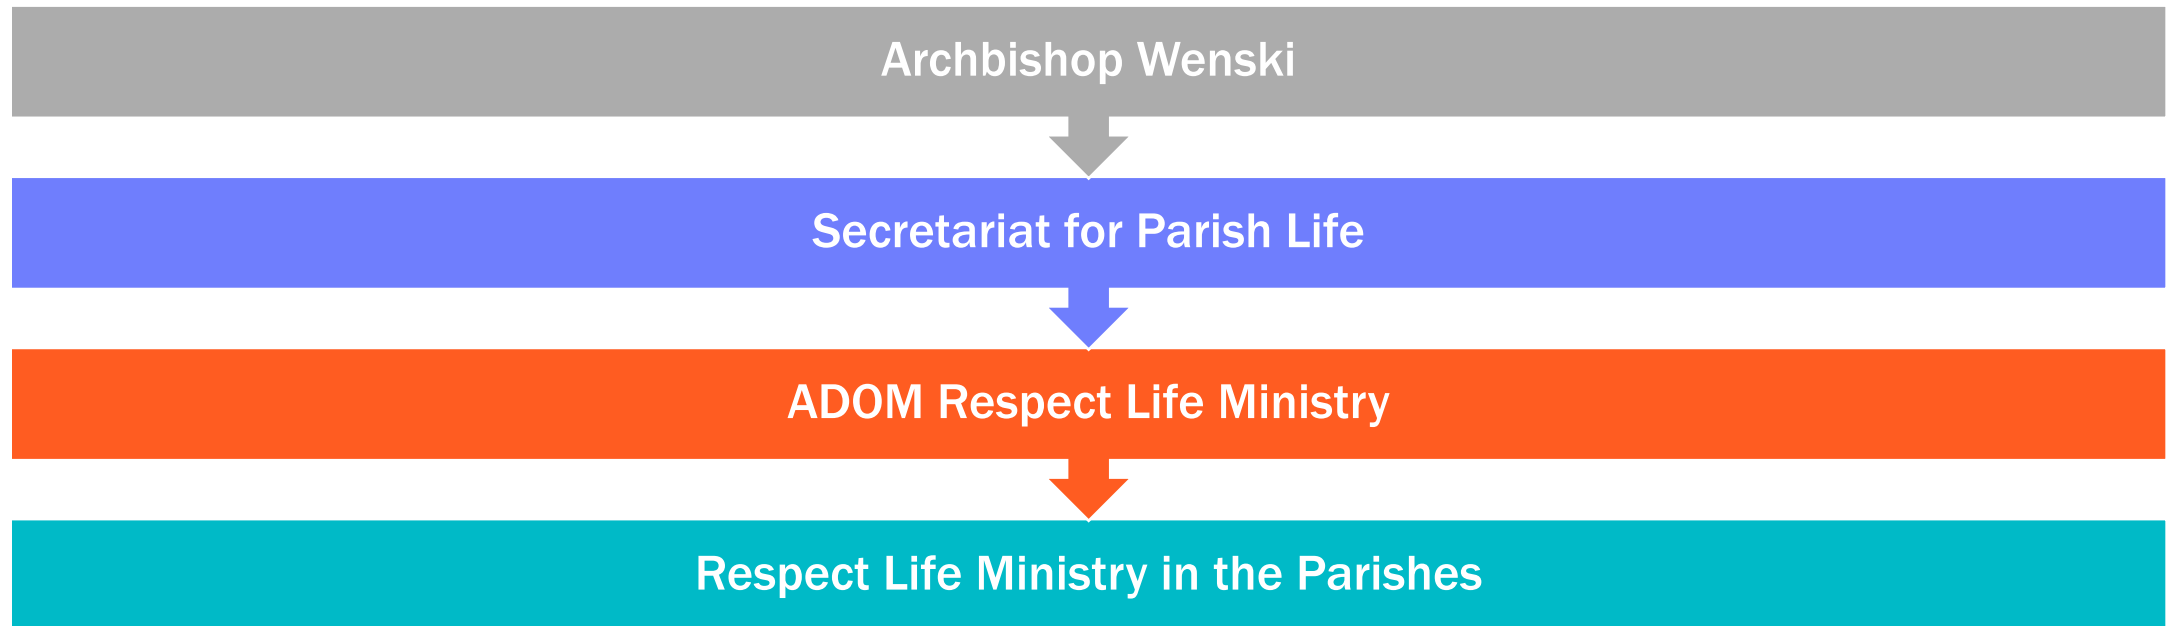 Archbishop Wenski
Secretariat for Parish Life
ADOM Respect Life Ministry
Respect Life Ministry in the Parishes